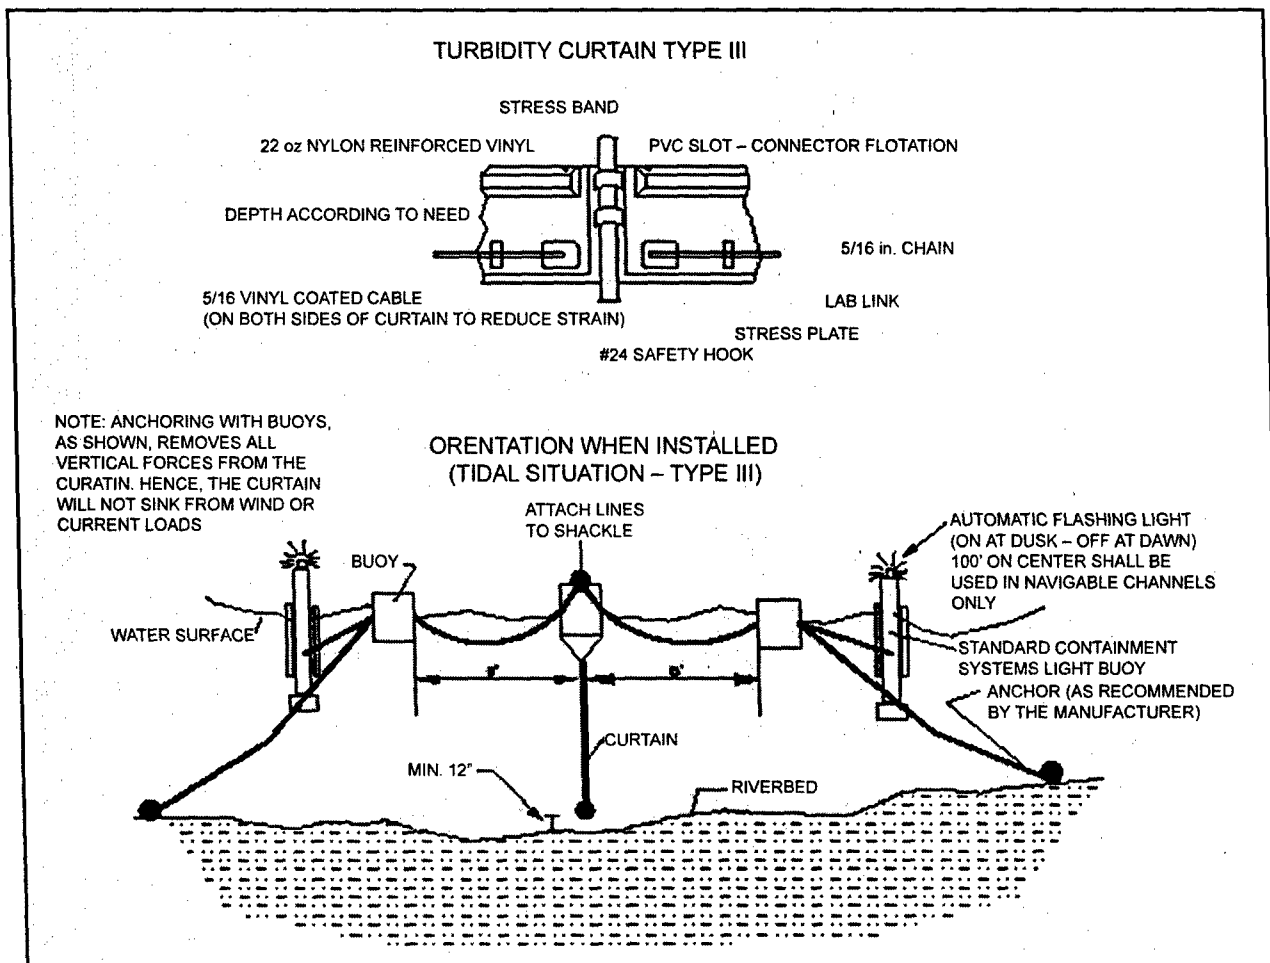 TURBIDITY CURTAIN TYPE III
STRESS BAND
22 oz NYLON REINFORCED VINYL
PVC SLOT – CONNECTOR FLOTATION
DEPTH ACCORDING TO NEED
5/16 in. CHAIN
5/16 VINYL COATED CABLE
(ON BOTH SIDES OF CURTAIN TO REDUCE STRAIN)
LAB LINK
STRESS PLATE
#24 SAFETY HOOK
NOTE: ANCHORING WITH BUOYS,
AS SHOWN, REMOVES ALL
VERTICAL FORCES FROM THE
CURATIN. HENCE, THE CURTAIN
WILL NOT SINK FROM WIND OR
CURRENT LOADS
ORENTATION WHEN INSTALLED
(TIDAL SITUATION – TYPE III)
ATTACH LINES
TO SHACKLE
AUTOMATIC FLASHING LIGHT
(ON AT DUSK – OFF AT DAWN)
100' ON CENTER SHALL BE
USED IN NAVIGABLE CHANNELS
ONLY
BUOY
WATER SURFACE
STANDARD CONTAINMENT
SYSTEMS LIGHT BUOY
ANCHOR (AS RECOMMENDED
BY THE MANUFACTURER)
CURTAIN
MIN. 12"
RIVERBED